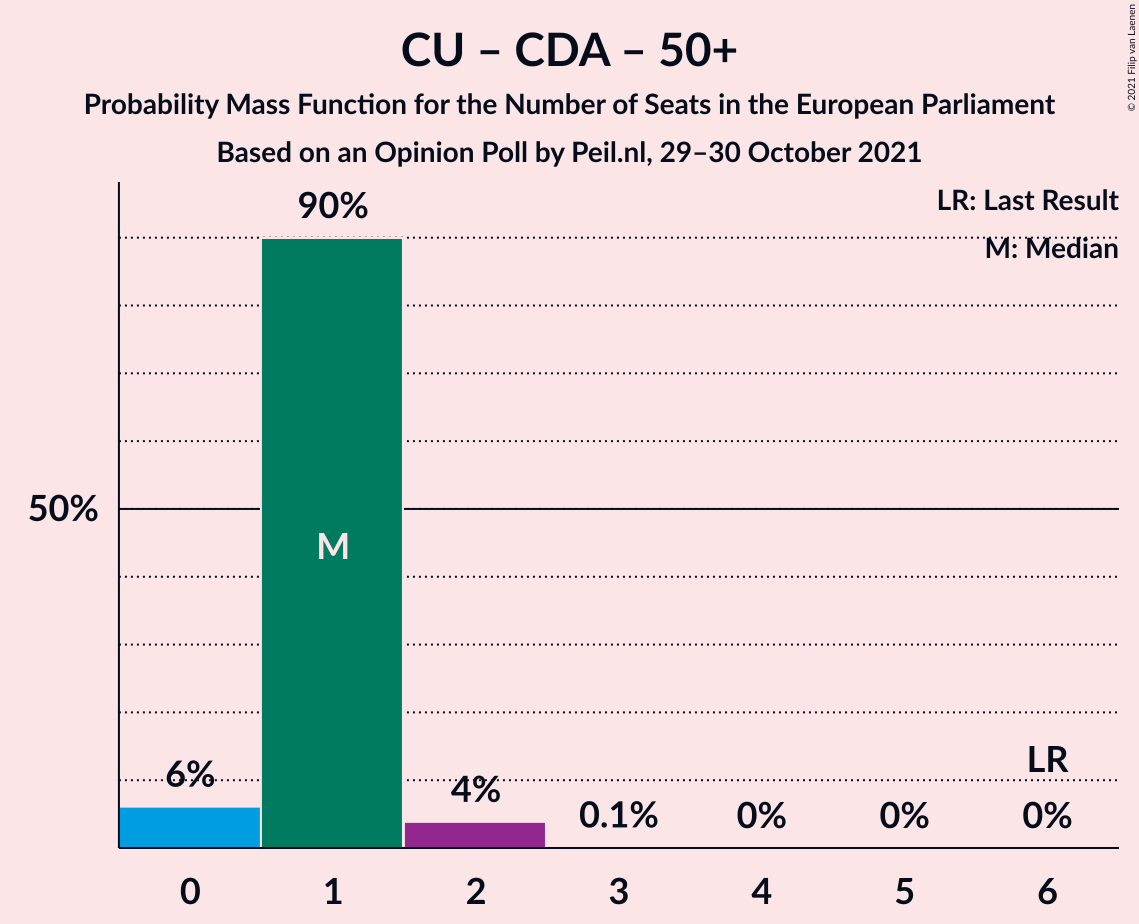 CU – CDA – 50+
Probability Mass Function for the Number of Seats in the European Parliament
Based on an Opinion Poll by Peil.nl, 29–30 October 2021
© 2021 Filip van Laenen
LR: Last Result
M: Median
90%
50%
M
6%
4%
0.1%
0%
0%
LR
0%
0
1
2
3
4
5
6